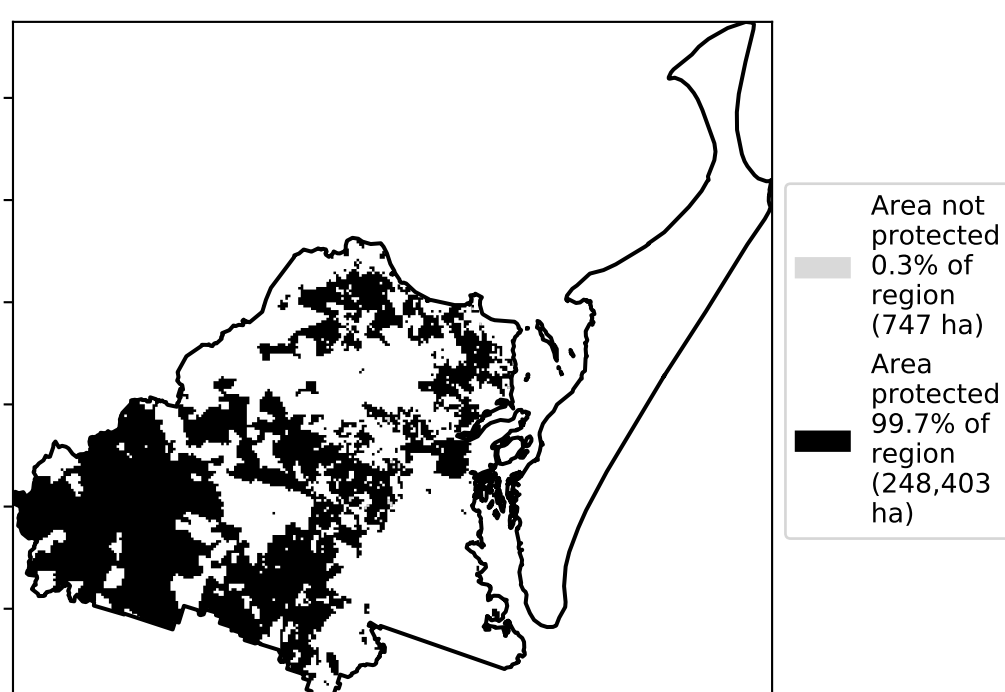 Area not
protected
0.3% of
region
(747 ha)
Area
protected
99.7% of
region
(248,403
ha)